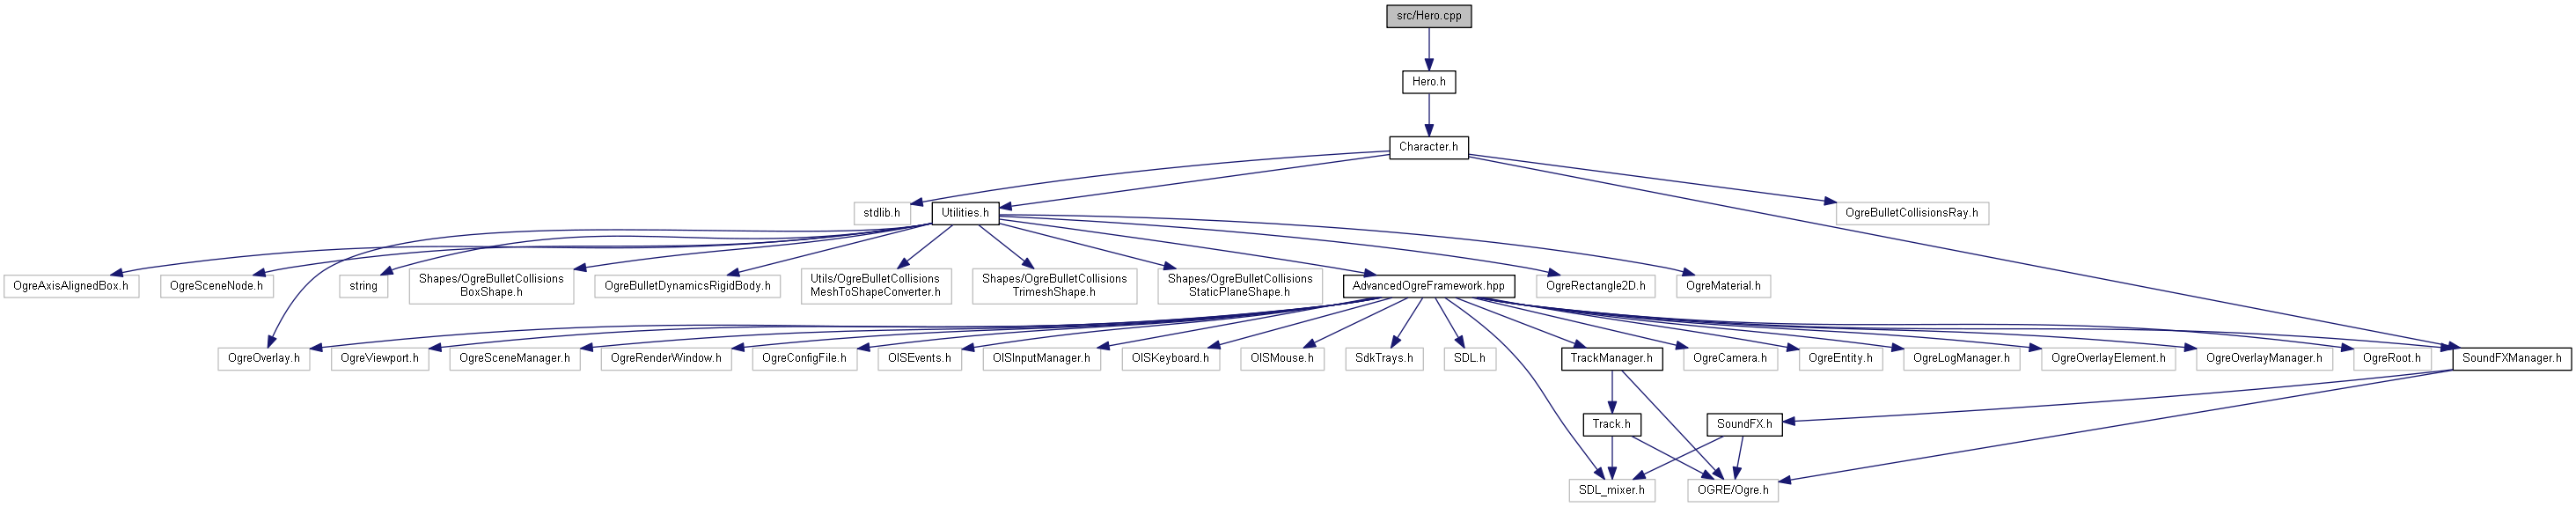 src/Hero.cpp
Hero.h
Character.h
stdlib.h
Utilities.h
OgreBulletCollisionsRay.h
OgreAxisAlignedBox.h
OgreSceneNode.h
string
Shapes/OgreBulletCollisions
BoxShape.h
OgreBulletDynamicsRigidBody.h
Utils/OgreBulletCollisions
MeshToShapeConverter.h
Shapes/OgreBulletCollisions
TrimeshShape.h
Shapes/OgreBulletCollisions
StaticPlaneShape.h
AdvancedOgreFramework.hpp
OgreRectangle2D.h
OgreMaterial.h
OgreOverlay.h
OgreViewport.h
OgreSceneManager.h
OgreRenderWindow.h
OgreConfigFile.h
OISEvents.h
OISInputManager.h
OISKeyboard.h
OISMouse.h
SdkTrays.h
SDL.h
TrackManager.h
OgreCamera.h
OgreEntity.h
OgreLogManager.h
OgreOverlayElement.h
OgreOverlayManager.h
OgreRoot.h
SoundFXManager.h
Track.h
SoundFX.h
SDL_mixer.h
OGRE/Ogre.h